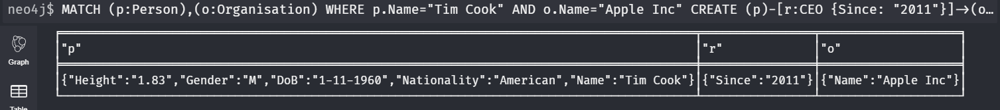 neo4j$ MATCH (p:Person),(o:Organisation) WHERE p.Name="Tim Cook" AND o.Name="Apple Inc" CREATE (p)-[r:CEO {Since: "2011"}]→(o…
Graph
Table
"p" "r" "o"
{"Height":"1.83","Gender":"M","DoB":"1-11-1960","Nationality":"American","Name":"Tim Cook"} {"Since":"2011"} {"Name":"Apple Inc"}